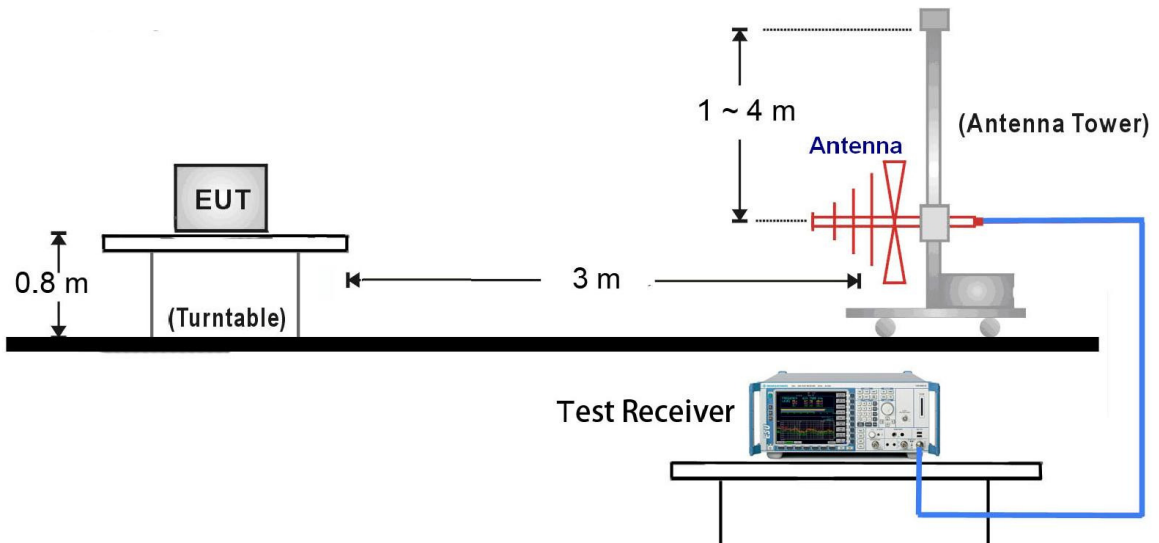 1 ~ 4 m
(Antenna Tower)
Antenna
EUT
0.8 m
3 m
(Turntable)
Test Receiver